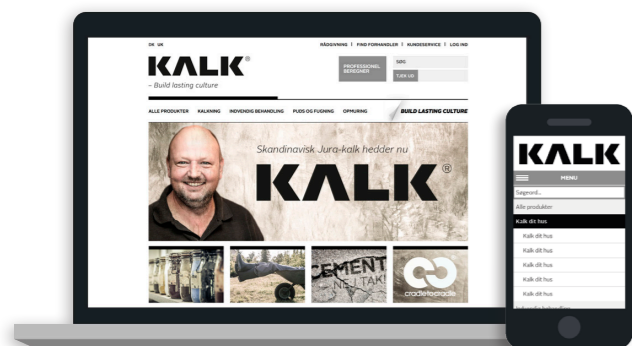 DK UK
RÅDGIVNING | FIND FORHANDLER | KUNDESERVICE | LOG IND
KALK®
– Build lasting culture
PROFESSIONEL
BEREGNER
SØG
TJEK UD
ALLE PRODUKTER KALKNING INDVENDIG BEHANDLING PUDS OG FUGNING OPMURING BUILD LASTING CULTURE
Skandinavisk Jura-kalk hedder nu
KALK®
CEMENT
NEJ TAK!
cradletocradle
KALK
MENU
Søgeord...
Alle produkter
Kalk dit hus
Kalk dit hus
Kalk dit hus
Kalk dit hus
Kalk dit hus
Kalk dit hus